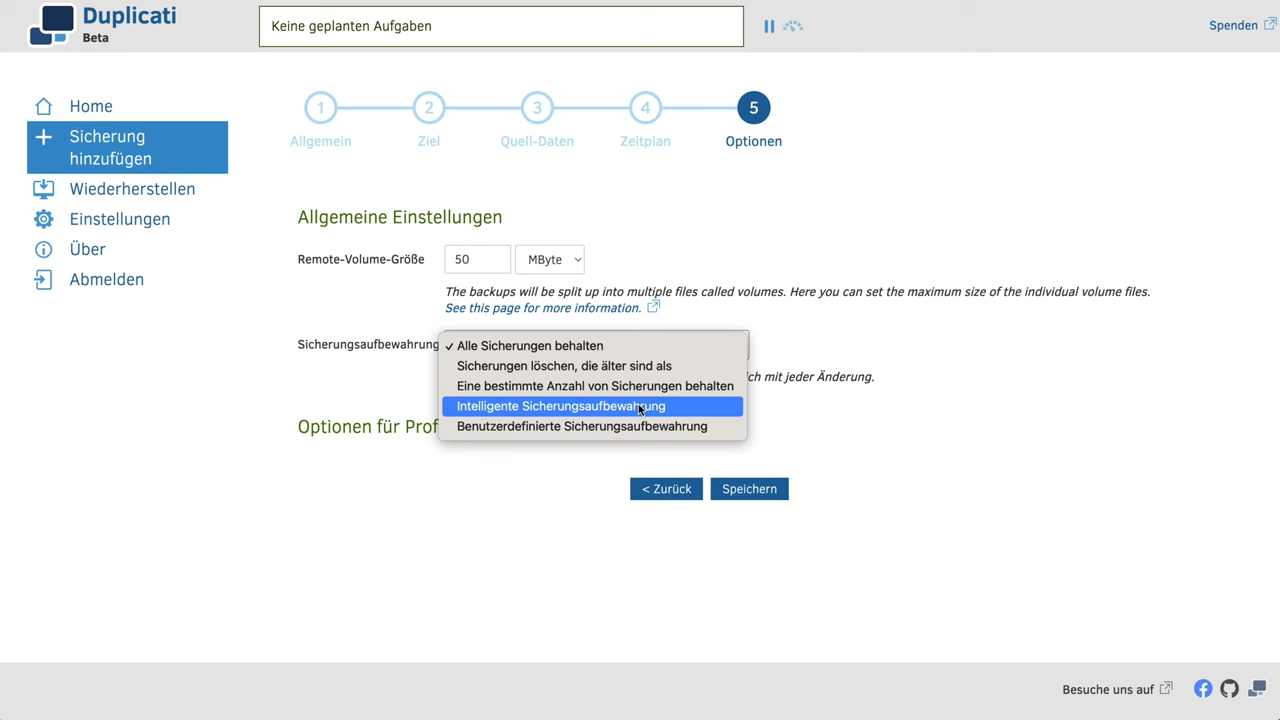 Duplicati
Beta
Keine geplanten Aufgaben
Spenden
Home
Sicherung
hinzufügen
Wiederherstellen
Einstellungen
Über
Abmelden
1
2
3
4
5
Allgemein
Ziel
Quell-Daten
Zeitplan
Optionen
Allgemeine Einstellungen
Remote-Volume-Größe
50
MByte
The backups will be split up into multiple files called volumes. Here you can set the maximum size of the individual volume files.
See this page for more information.
Sicherungsaufbewahrung
✓ Alle Sicherungen behalten
Sicherungen löschen, die älter sind als
Eine bestimmte Anzahl von Sicherungen behalten
Intelligente Sicherungsaufbewahrung
Benutzerdefinierte Sicherungsaufbewahrung
ich mit jeder Änderung.
Optionen für Prof
< Zurück
Speichern
Besuche uns auf